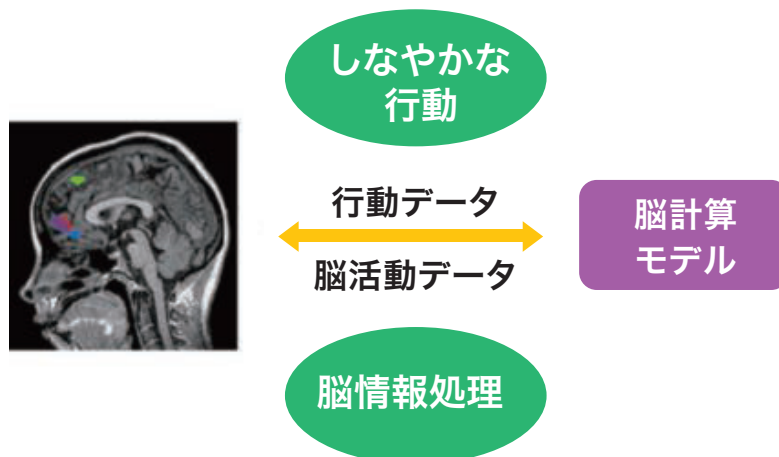 しなやかな
行動
行動データ
脳活動データ
脳計算
モデル
脳情報処理